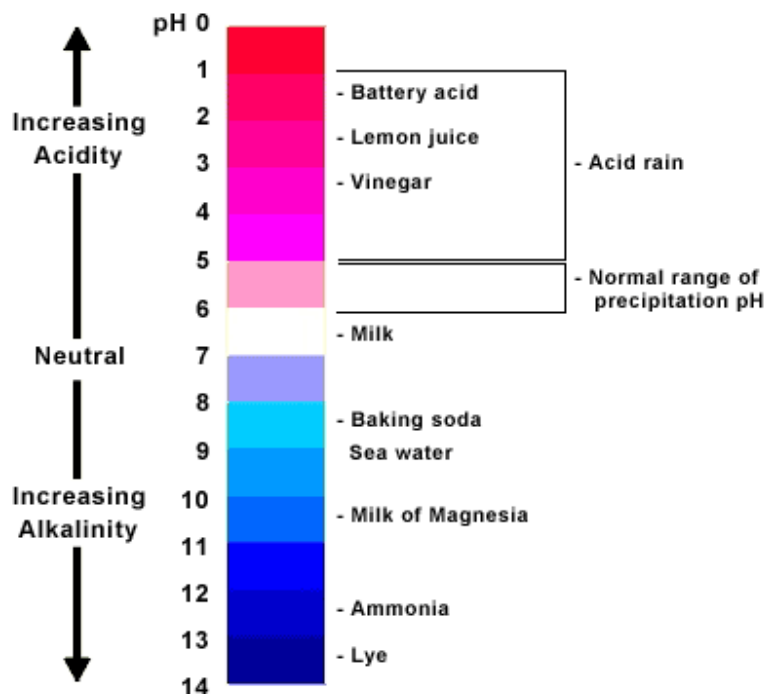 pH 0
1
- Battery acid
2
Increasing
Acidity
- Lemon juice
3
- Acid rain
- Vinegar
4
5
- Normal range of
precipitation pH
6
- Milk
Neutral
7
8
- Baking soda
9
Sea water
Increasing
Alkalinity
10
- Milk of Magnesia
11
12
- Ammonia
13
- Lye
14